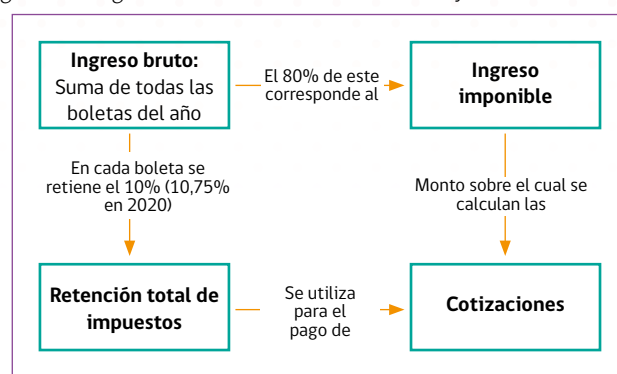 Ingreso bruto:
Suma de todas las
boletas del año
El 80% de este
corresponde al
Ingreso
imponible
En cada boleta se
retiene el 10% (10,75%
en 2020)
Monto sobre el cual se
calculan las
Retención total de
impuestos
Se utiliza
para el
pago de
Cotizaciones